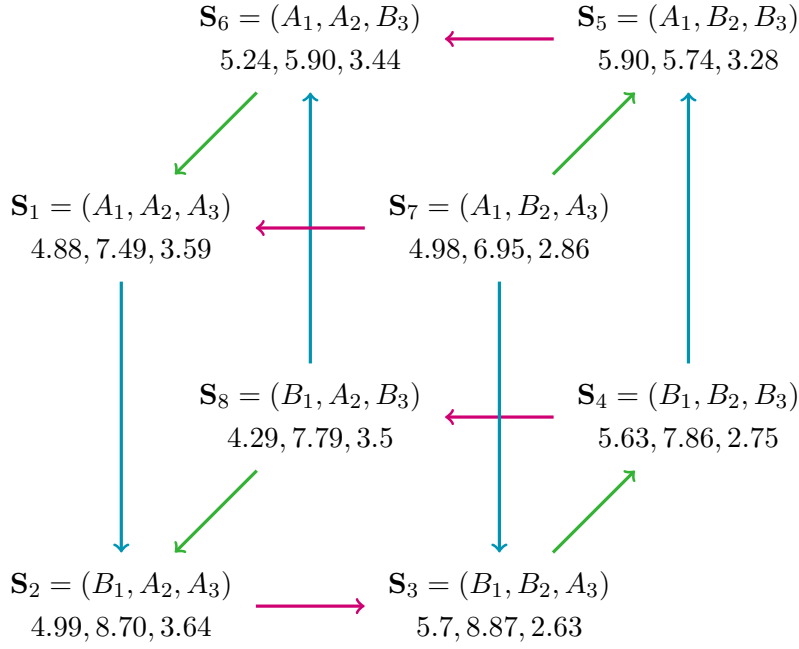 S₆ = (A₁, A₂, B₃)
5.24, 5.90, 3.44
S₅ = (A₁, B₂, B₃)
5.90, 5.74, 3.28
S₁ = (A₁, A₂, A₃)
4.88, 7.49, 3.59
S₇ = (A₁, B₂, A₃)
4.98, 6.95, 2.86
S₈ = (B₁, A₂, B₃)
4.29, 7.79, 3.5
S₄ = (B₁, B₂, B₃)
5.63, 7.86, 2.75
S₂ = (B₁, A₂, A₃)
4.99, 8.70, 3.64
S₃ = (B₁, B₂, A₃)
5.7, 8.87, 2.63